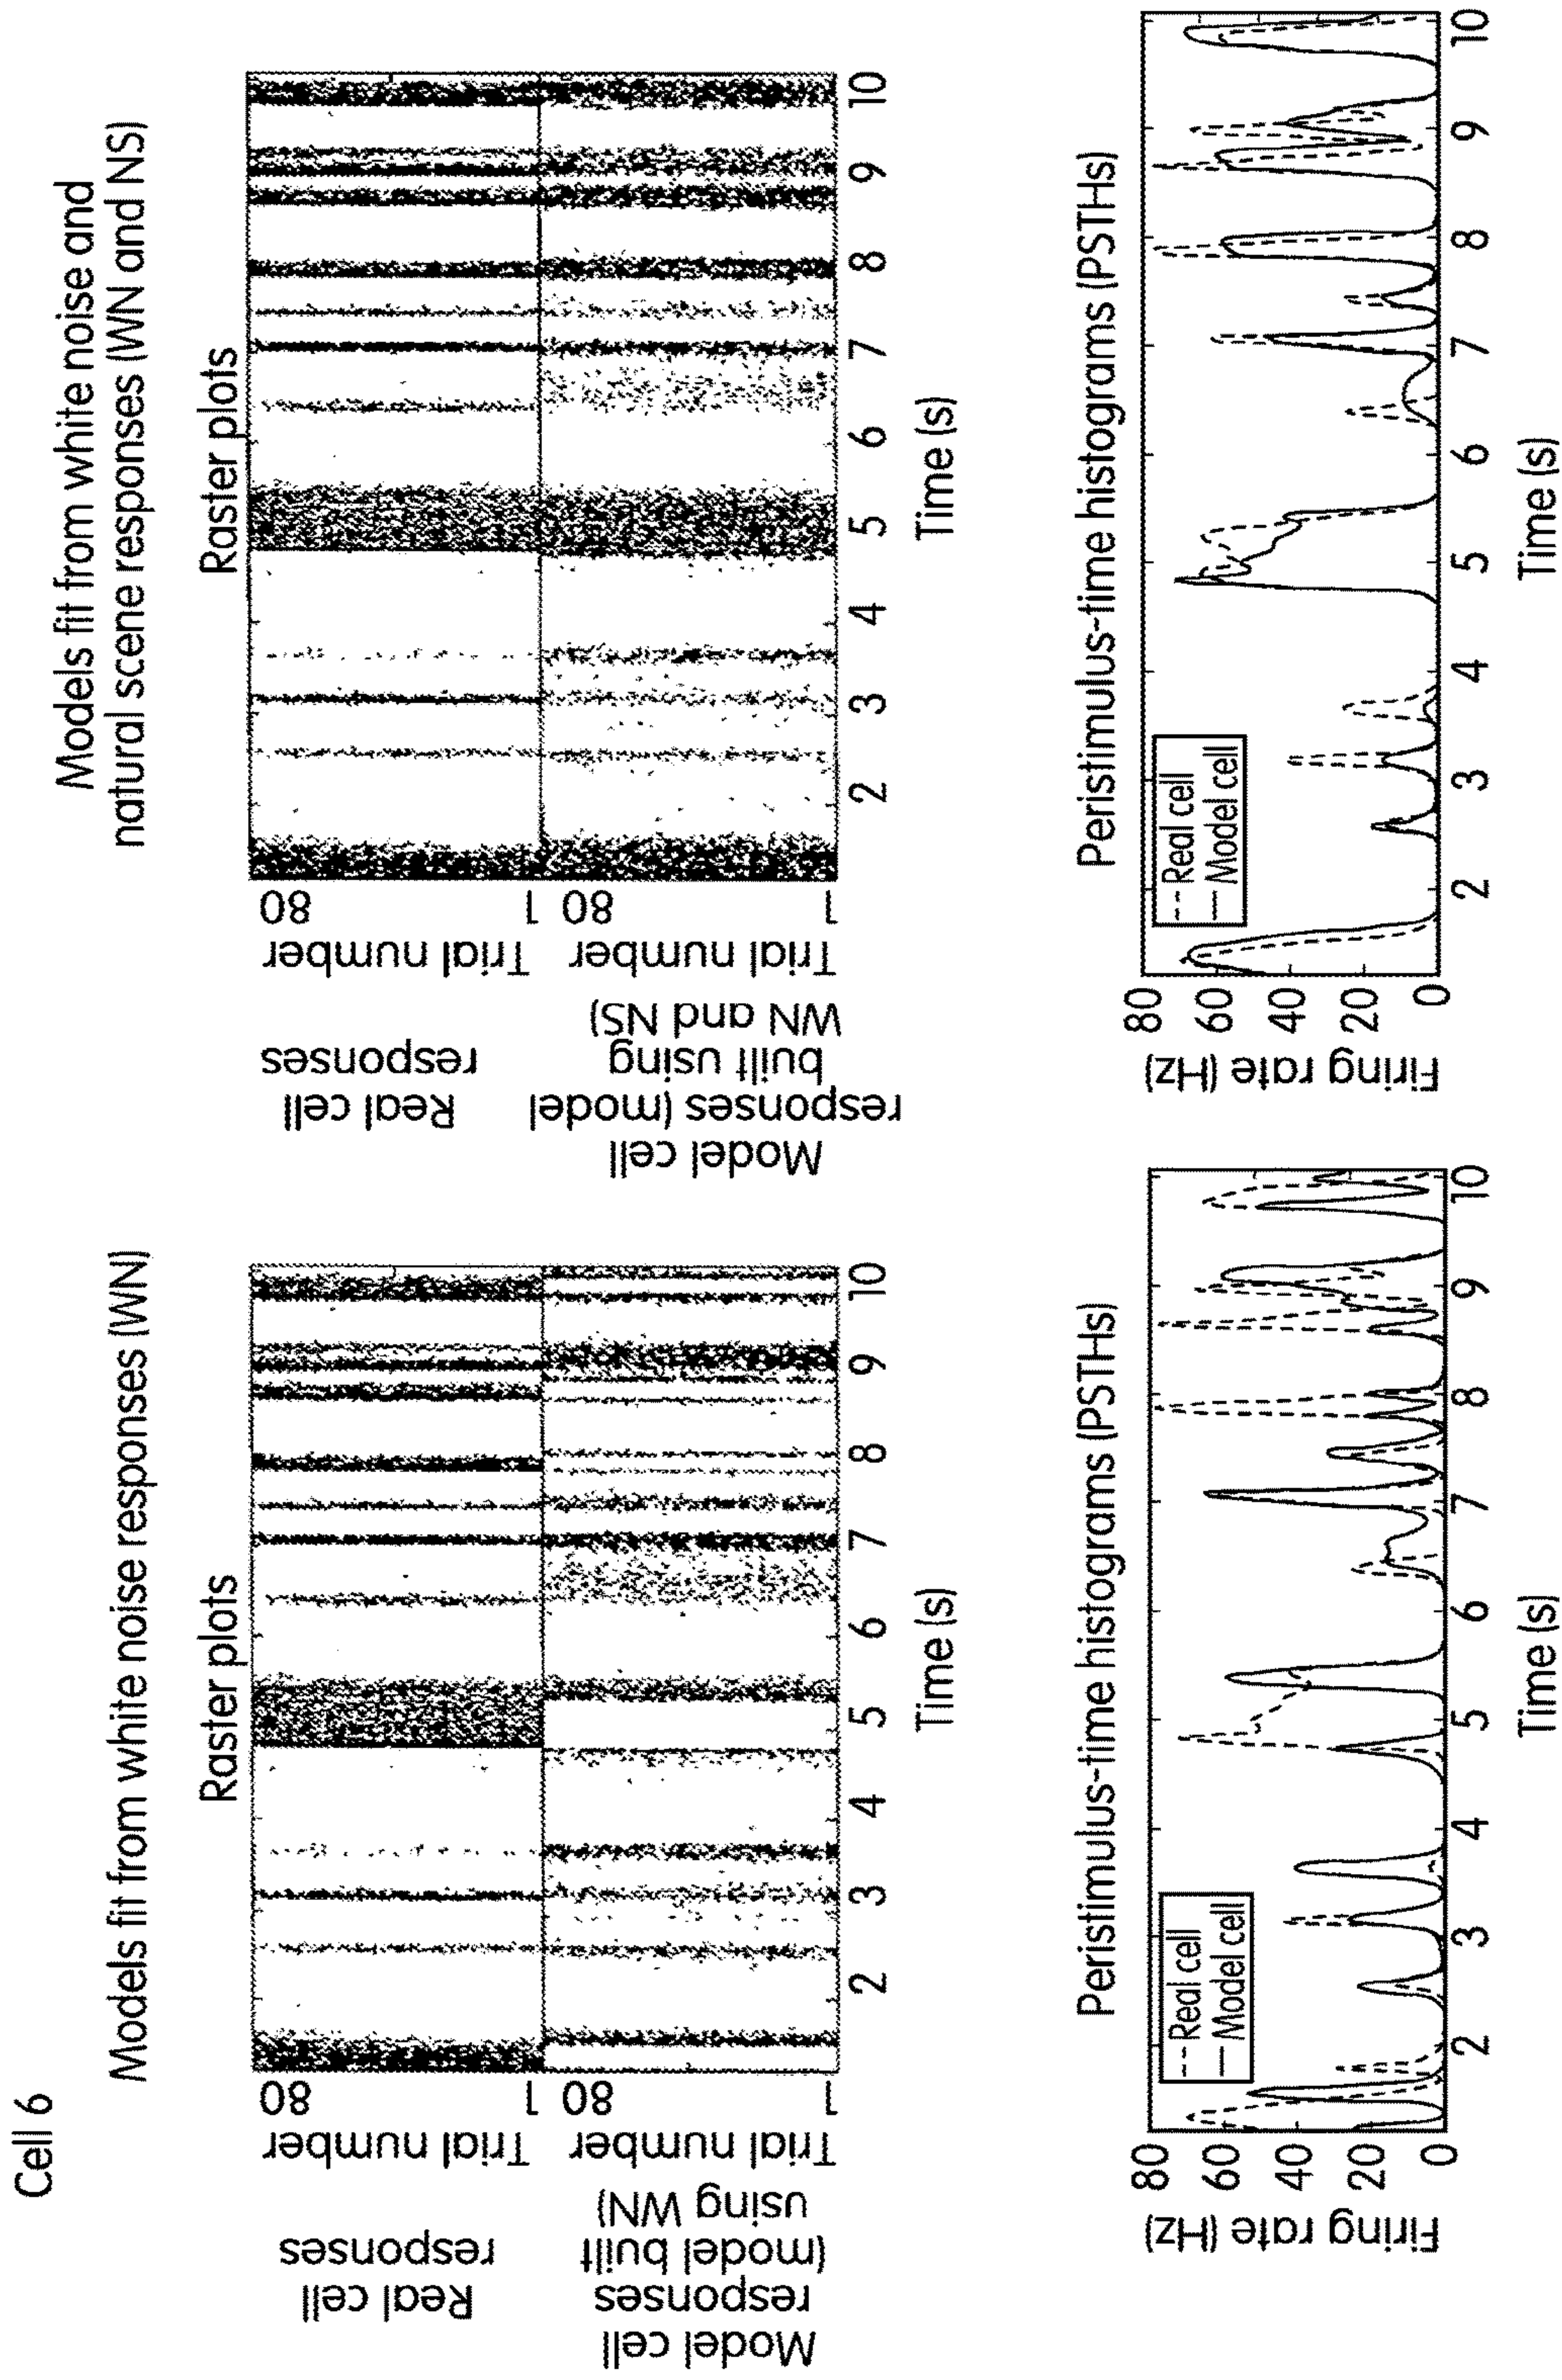 Cell 6
Models fit from white noise responses (WN)
Raster plots
Real cell
responses
Trial number
80
1
Model cell
responses
(model built
using WN)
Trial number
80
1
2 3 4 5 6 7 8 9 10
Time (s)
Peristimulus-time histograms (PSTHs)
Firing rate (Hz)
80
60
40
20
0
Real cell
Model cell
2 3 4 5 6 7 8 9 10
Time (s)
Models fit from white noise and
natural scene responses (WN and NS)
Raster plots
Real cell
responses
Trial number
80
1
Model cell
responses (model
built using
WN and NS)
Trial number
80
1
2 3 4 5 6 7 8 9 10
Time (s)
Peristimulus-time histograms (PSTHs)
Firing rate (Hz)
80
60
40
20
0
Real cell
Model cell
2 3 4 5 6 7 8 9 10
Time (s)